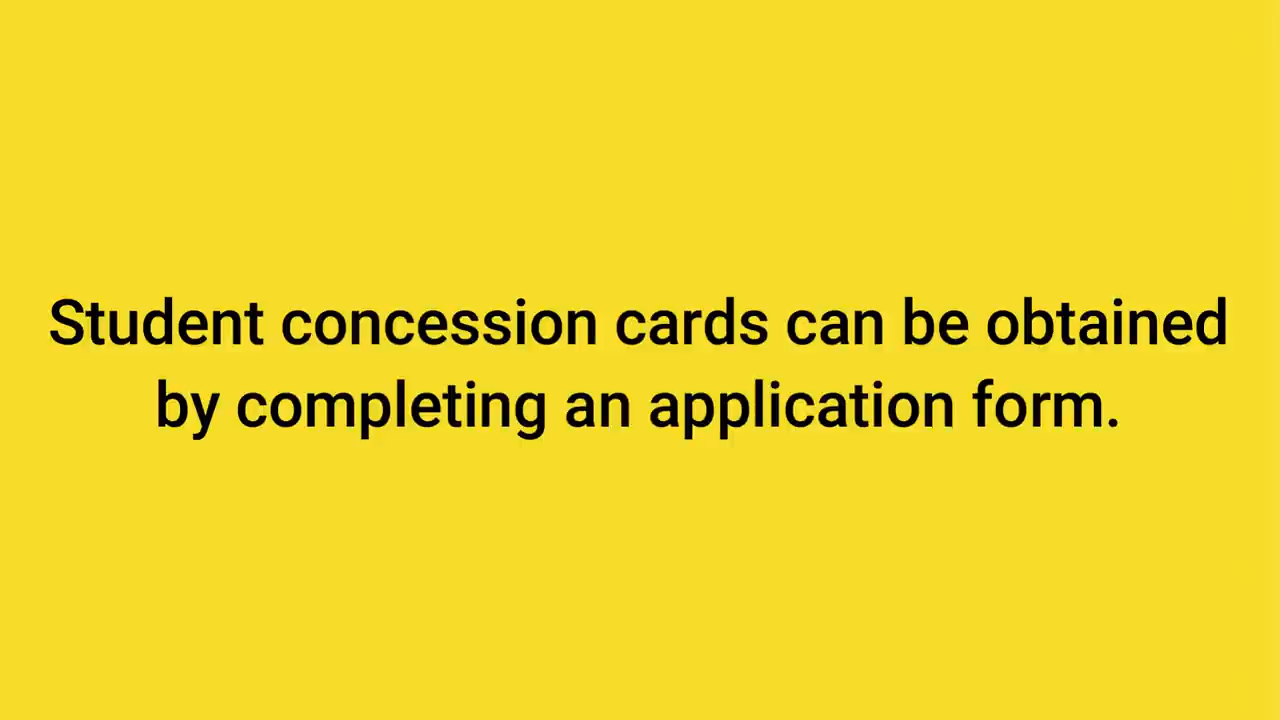 Student concession cards can be obtained
by completing an application form.